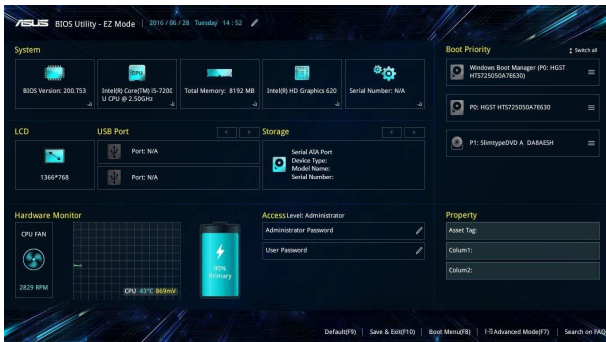 ASUS BIOS Utility - EZ Mode 2016/06/28 Tuesday 14:52
System
BIOS Version: 200.T53
Intel(R) Core(TM) i5-7200
U CPU @ 2.50GHz
Total Memory: 8192 MB
Intel(R) HD Graphics 620
Serial Number: N/A
Boot Priority
Switch all
Windows Boot Manager (P0: HGST
HTS725050A7E630)
P0: HGST HTS725050A7E630
P1: SlimtypeDVD A DA8AESH
LCD
1366*768
USB Port
Port: N/A
Port: N/A
Storage
Serial ATA Port
Device Type:
Model Name:
Serial Number:
Hardware Monitor
CPU FAN
2829 RPM
CPU 43°C 869mV
90%
Primary
Access Level: Administrator
Administrator Password
User Password
Property
Asset Tag:
Colum1:
Colum2:
Default(F9) Save & Exit(F10) Boot Menu(F8) Advanced Mode(F7) Search on FAQ